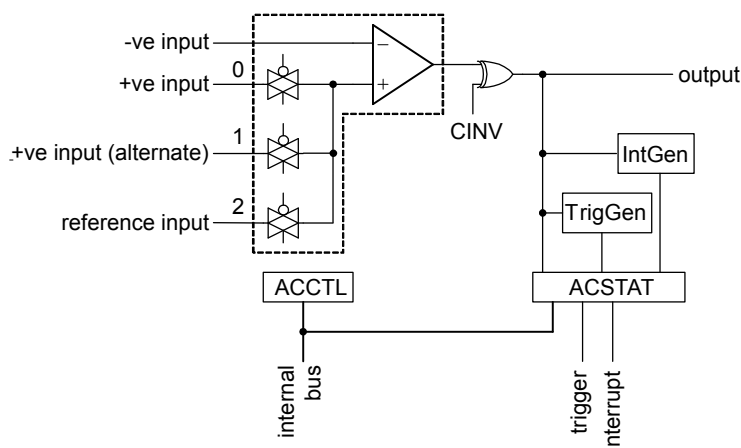 -ve input
+ve input
0
+ve input (alternate)
1
reference input
2
−
+
CINV
output
IntGen
TrigGen
ACCTL
ACSTAT
internal
bus
trigger
nterrupt